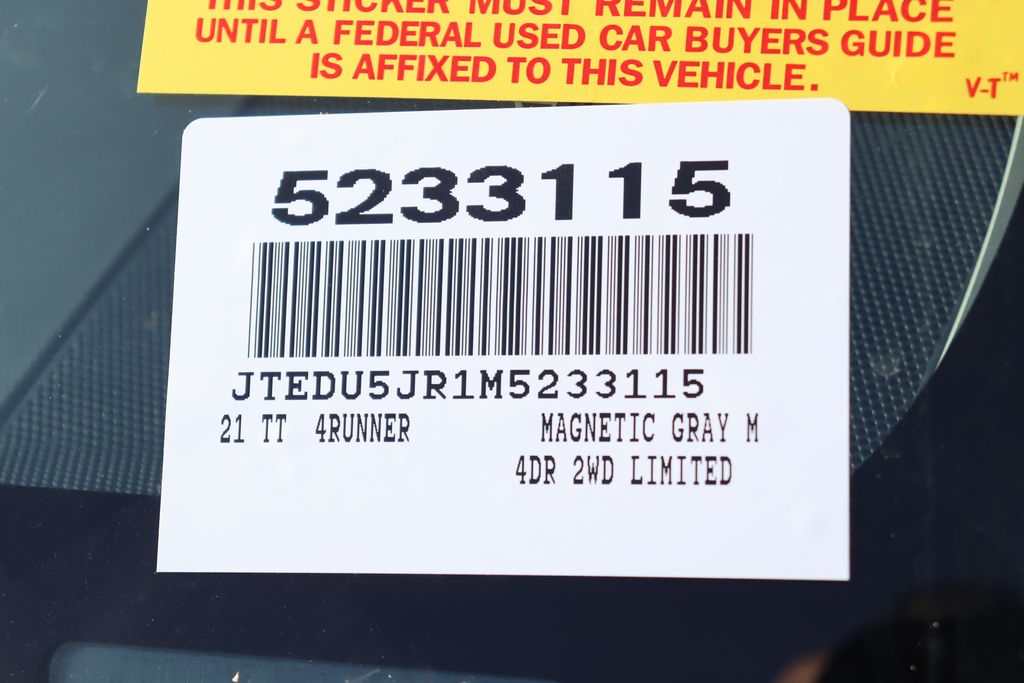 THIS STICKER MUST REMAIN IN PLACE
UNTIL A FEDERAL USED CAR BUYERS GUIDE
IS AFFIXED TO THIS VEHICLE.
V-T™
5233115
JTEDU5JR1M5233115
21 TT 4RUNNER MAGNETIC GRAY M
4DR 2WD LIMITED